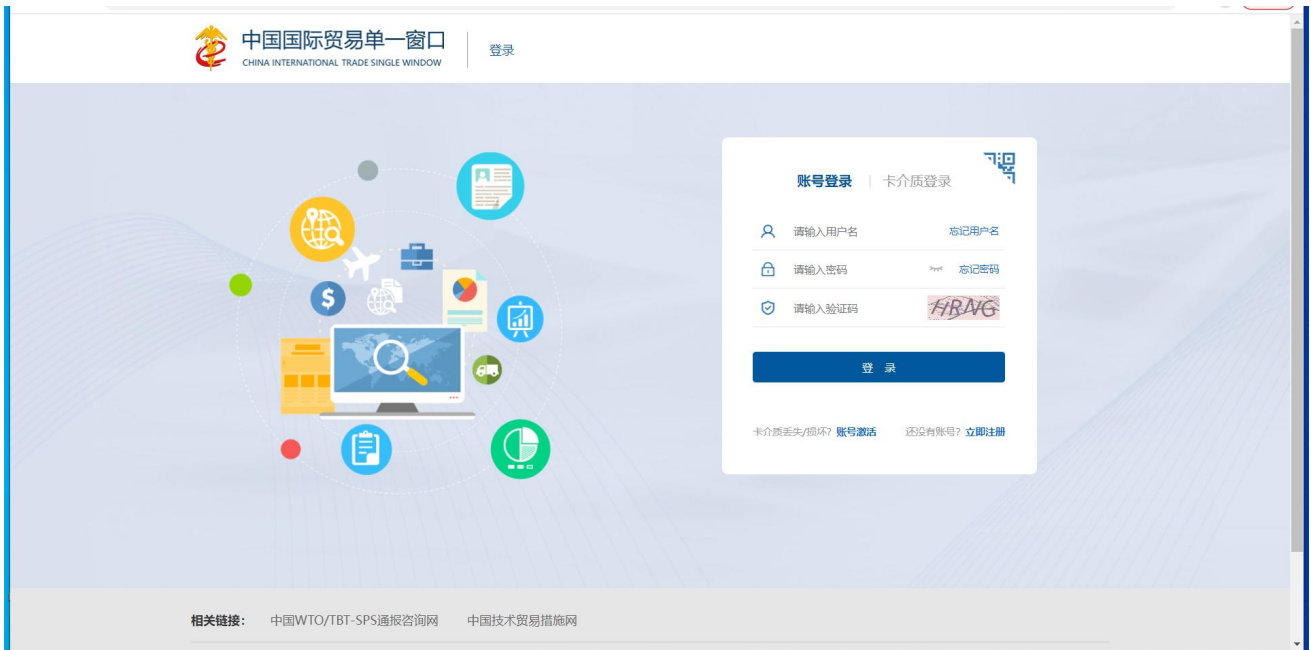 中国国际贸易单一窗口
CHINA INTERNATIONAL TRADE SINGLE WINDOW
登录
账号登录
卡介质登录
请输入用户名
忘记用户名
请输入密码
忘记密码
请输入验证码
HRNG
登 录
卡介质丢失/损坏? 账号激活
还没有账号? 立即注册
相关链接:
中国WTO/TBT-SPS通报咨询网
中国技术贸易措施网